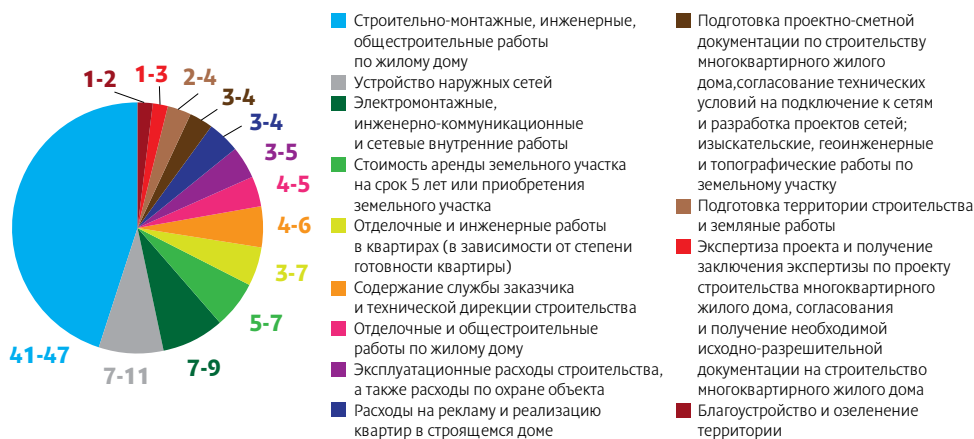 1-2
1-3
2-4
3-4
3-4
3-5
4-5
4-6
3-7
5-7
7-9
7-11
41-47
Строительно-монтажные, инженерные,
общестроительные работы
по жилому дому
Устройство наружных сетей
Электромонтажные,
инженерно-коммуникационные
и сетевые внутренние работы
Стоимость аренды земельного участка
на срок 5 лет или приобретения
земельного участка
Отделочные и инженерные работы
в квартирах (в зависимости от степени
готовности квартиры)
Содержание службы заказчика
и технической дирекции строительства
Отделочные и общестроительные
работы по жилому дому
Эксплуатационные расходы строительства,
а также расходы по охране объекта
Расходы на рекламу и реализацию
квартир в строящемся доме
Подготовка проектно-сметной
документации по строительству
многоквартирного жилого
дома,согласование технических
условий на подключение к сетям
и разработка проектов сетей;
изыскательские, геоинженерные
и топографические работы по
земельному участку
Подготовка территории строительства
и земляные работы
Экспертиза проекта и получение
заключения экспертизы по проекту
строительства многоквартирного
жилого дома, согласования
и получение необходимой
исходно-разрешительной
документации на строительство
многоквартирного жилого дома
Благоустройство и озеленение
территории